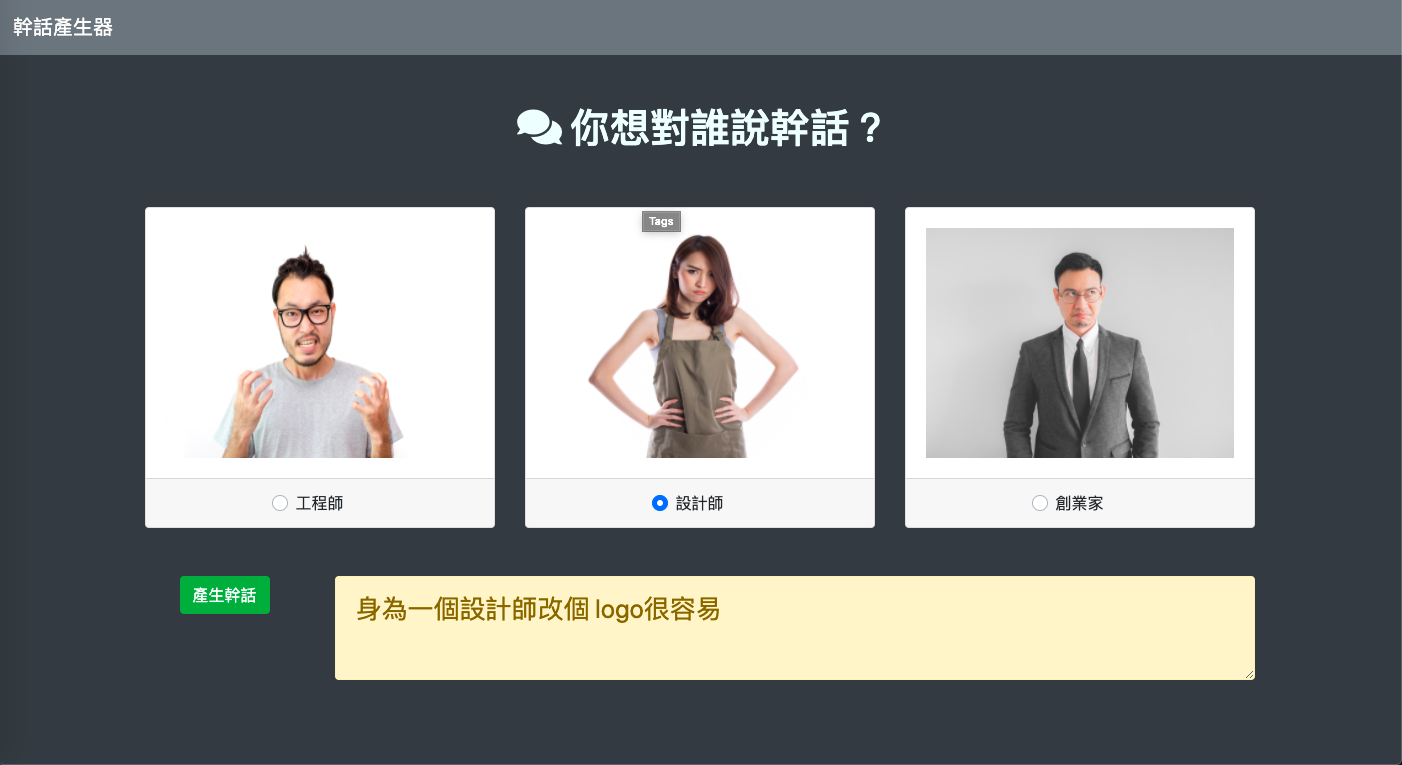 幹話產生器
你想對誰說幹話？
Tags
工程師
設計師
創業家
產生幹話
身為一個設計師改個 logo很容易